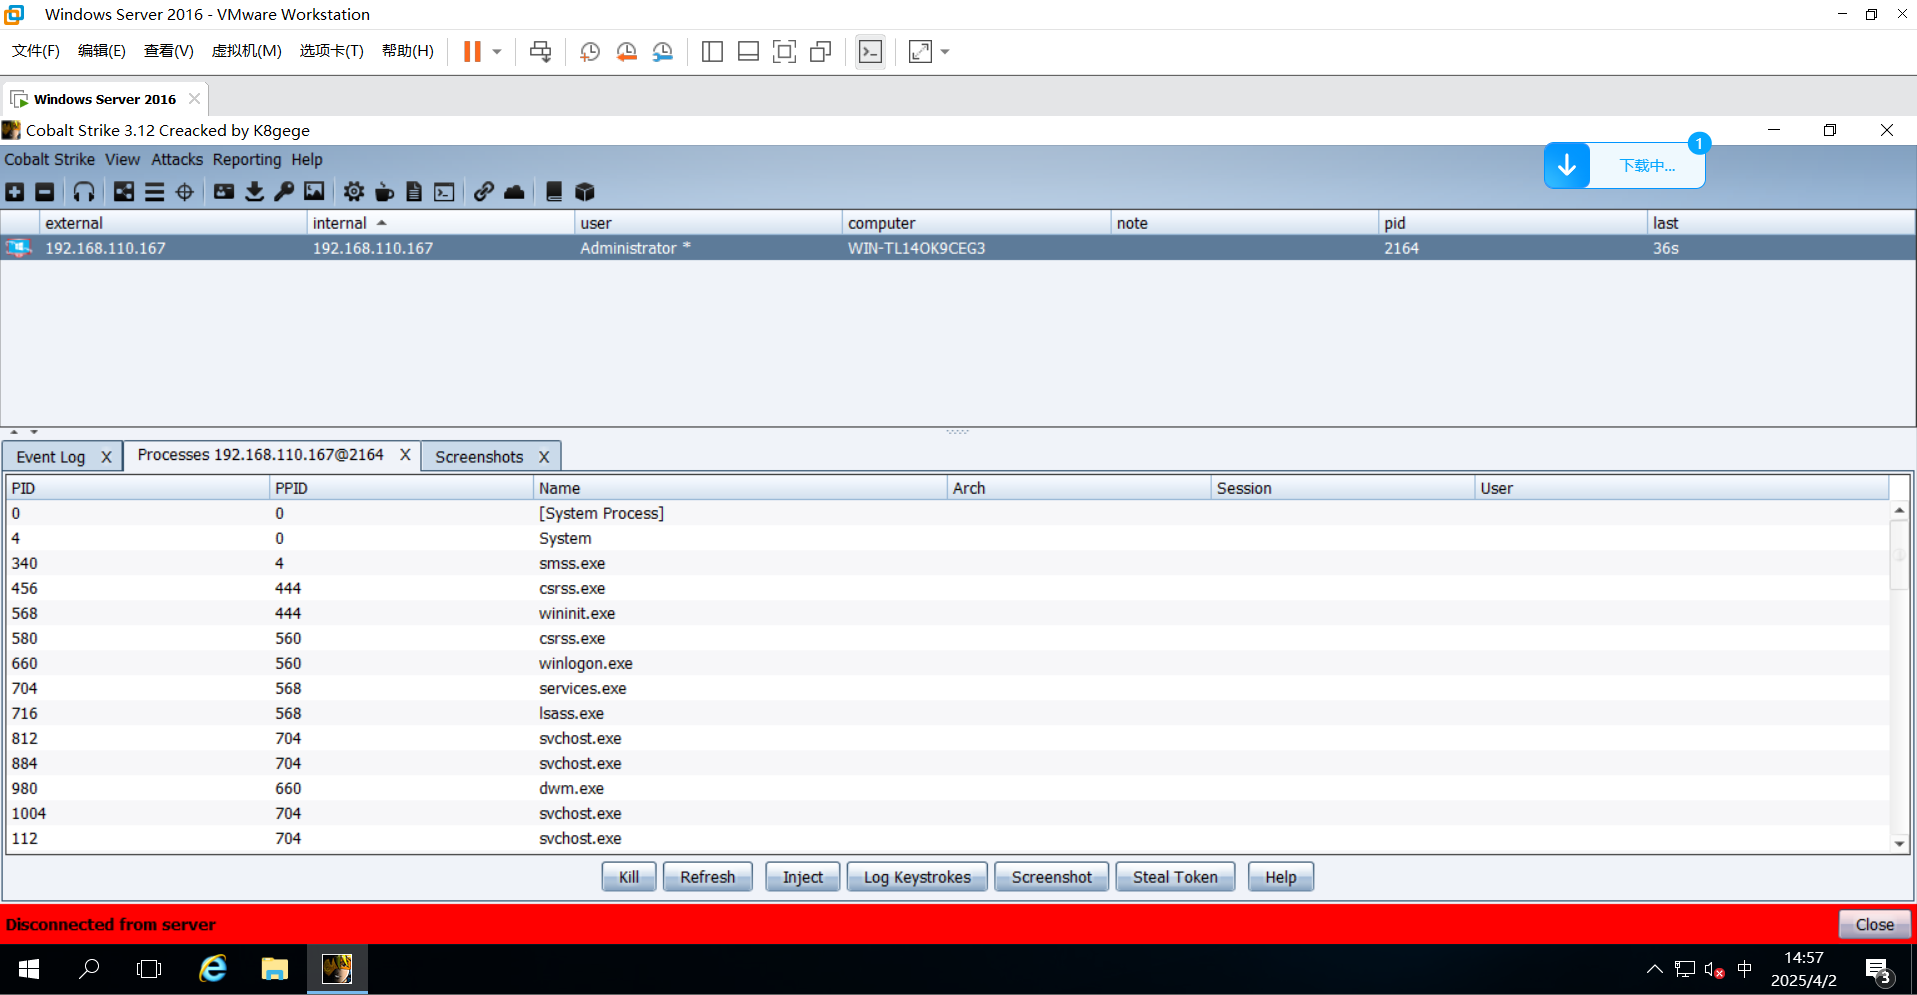 Windows Server 2016 - VMware Workstation
文件(F) 编辑(E) 查看(V) 虚拟机(M) 选项卡(T) 帮助(H)
Windows Server 2016
Cobalt Strike 3.12 Creacked by K8gege
Cobalt Strike View Attacks Reporting Help
1
下载中...
external internal user computer note pid last
192.168.110.167 192.168.110.167 Administrator * WIN-TL14OK9CEG3 2164 36s
Event Log X Processes 192.168.110.167@2164 X Screenshots X
PID PPID Name Arch Session User
0 0 [System Process]
4 0 System
340 4 smss.exe
456 444 csrss.exe
568 444 wininit.exe
580 560 csrss.exe
660 560 winlogon.exe
704 568 services.exe
716 568 lsass.exe
812 704 svchost.exe
884 704 svchost.exe
980 660 dwm.exe
1004 704 svchost.exe
112 704 svchost.exe
Kill Refresh Inject Log Keystrokes Screenshot Steal Token Help
Disconnected from server Close
中 14:57
2025/4/2 3